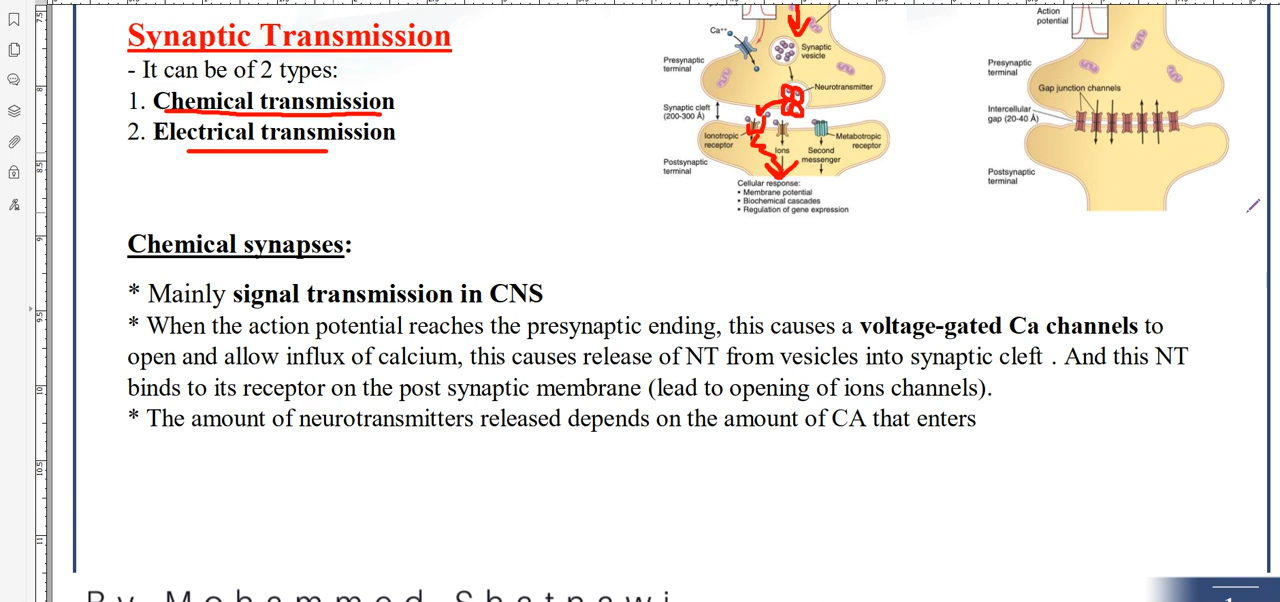 Synaptic Transmission
- It can be of 2 types:
1. Chemical transmission
2. Electrical transmission
Ca++
Synaptic
vesicle
Presynaptic
terminal
Neurotransmitter
Synaptic cleft
(200-300 Å)
Ionotropic
receptor
Ions
Second
messenger
Metabotropic
receptor
Postsynaptic
terminal
Cellular response:
• Membrane potential
• Biochemical cascades
• Regulation of gene expression
Action
potential
Presynaptic
terminal
Gap junction channels
Intercellular
gap (20-40 Å)
Postsynaptic
terminal
Chemical synapses:
* Mainly signal transmission in CNS
* When the action potential reaches the presynaptic ending, this causes a voltage-gated Ca channels to
open and allow influx of calcium, this causes release of NT from vesicles into synaptic cleft . And this NT
binds to its receptor on the post synaptic membrane (lead to opening of ions channels).
* The amount of neurotransmitters released depends on the amount of CA that enters
By Mohammed Shatnawi